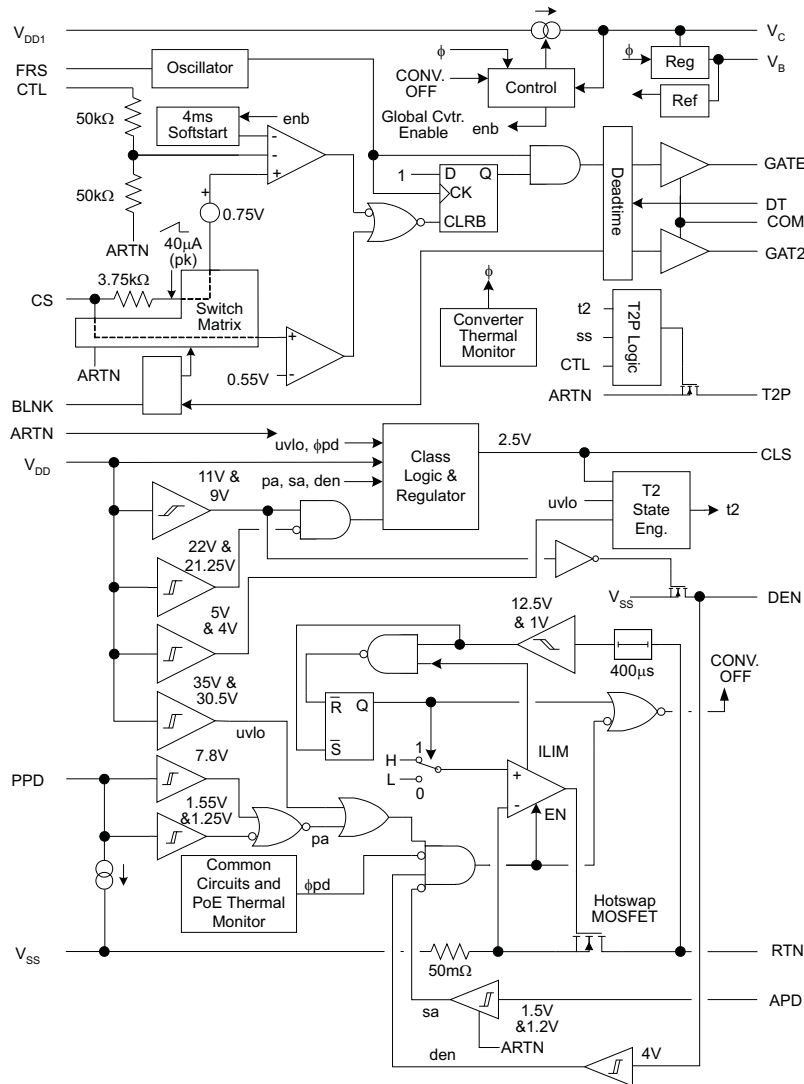 V_DD1
V_C
FRS
Oscillator
ϕ
ϕ
Reg
V_B
CTL
CONV.
OFF
Control
Ref
50kΩ
4ms
Softstart
enb
Global Cvtr.
Enable
enb
-
-
+
1
D
Q
CK
CLRB
Deadtime
GATE
DT
COM
GAT2
50kΩ
+
0.75V
ARTN
40μA
(pk)
3.75kΩ
CS
Switch
Matrix
ϕ
Converter
Thermal
Monitor
t2
ss
CTL
T2P Logic
+
-
0.55V
ARTN
BLNK
ARTN
T2P
ARTN
uvlo, ϕpd
2.5V
CLS
V_DD
pa, sa, den
Class
Logic &
Regulator
11V &
9V
T2
State
Eng.
uvlo
t2
22V &
21.25V
V_SS
DEN
5V
& 4V
12.5V
& 1V
400μs
CONV.
OFF
35V &
30.5V
uvlo
R
Q
S
ILIM
1
H
L
0
+
-
EN
PPD
7.8V
1.55V
&1.25V
pa
Common
Circuits and
PoE Thermal
Monitor
ϕpd
Hotswap
MOSFET
V_SS
50mΩ
RTN
sa
1.5V
&1.2V
APD
ARTN
den
4V